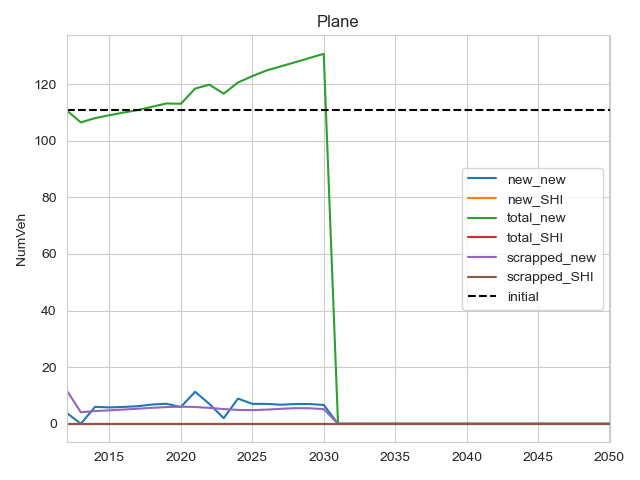 Plane
NumVeh
120
100
80
60
40
20
0
new_new
new_SHI
total_new
total_SHI
scrapped_new
scrapped_SHI
initial
2015 2020 2025 2030 2035 2040 2045 2050